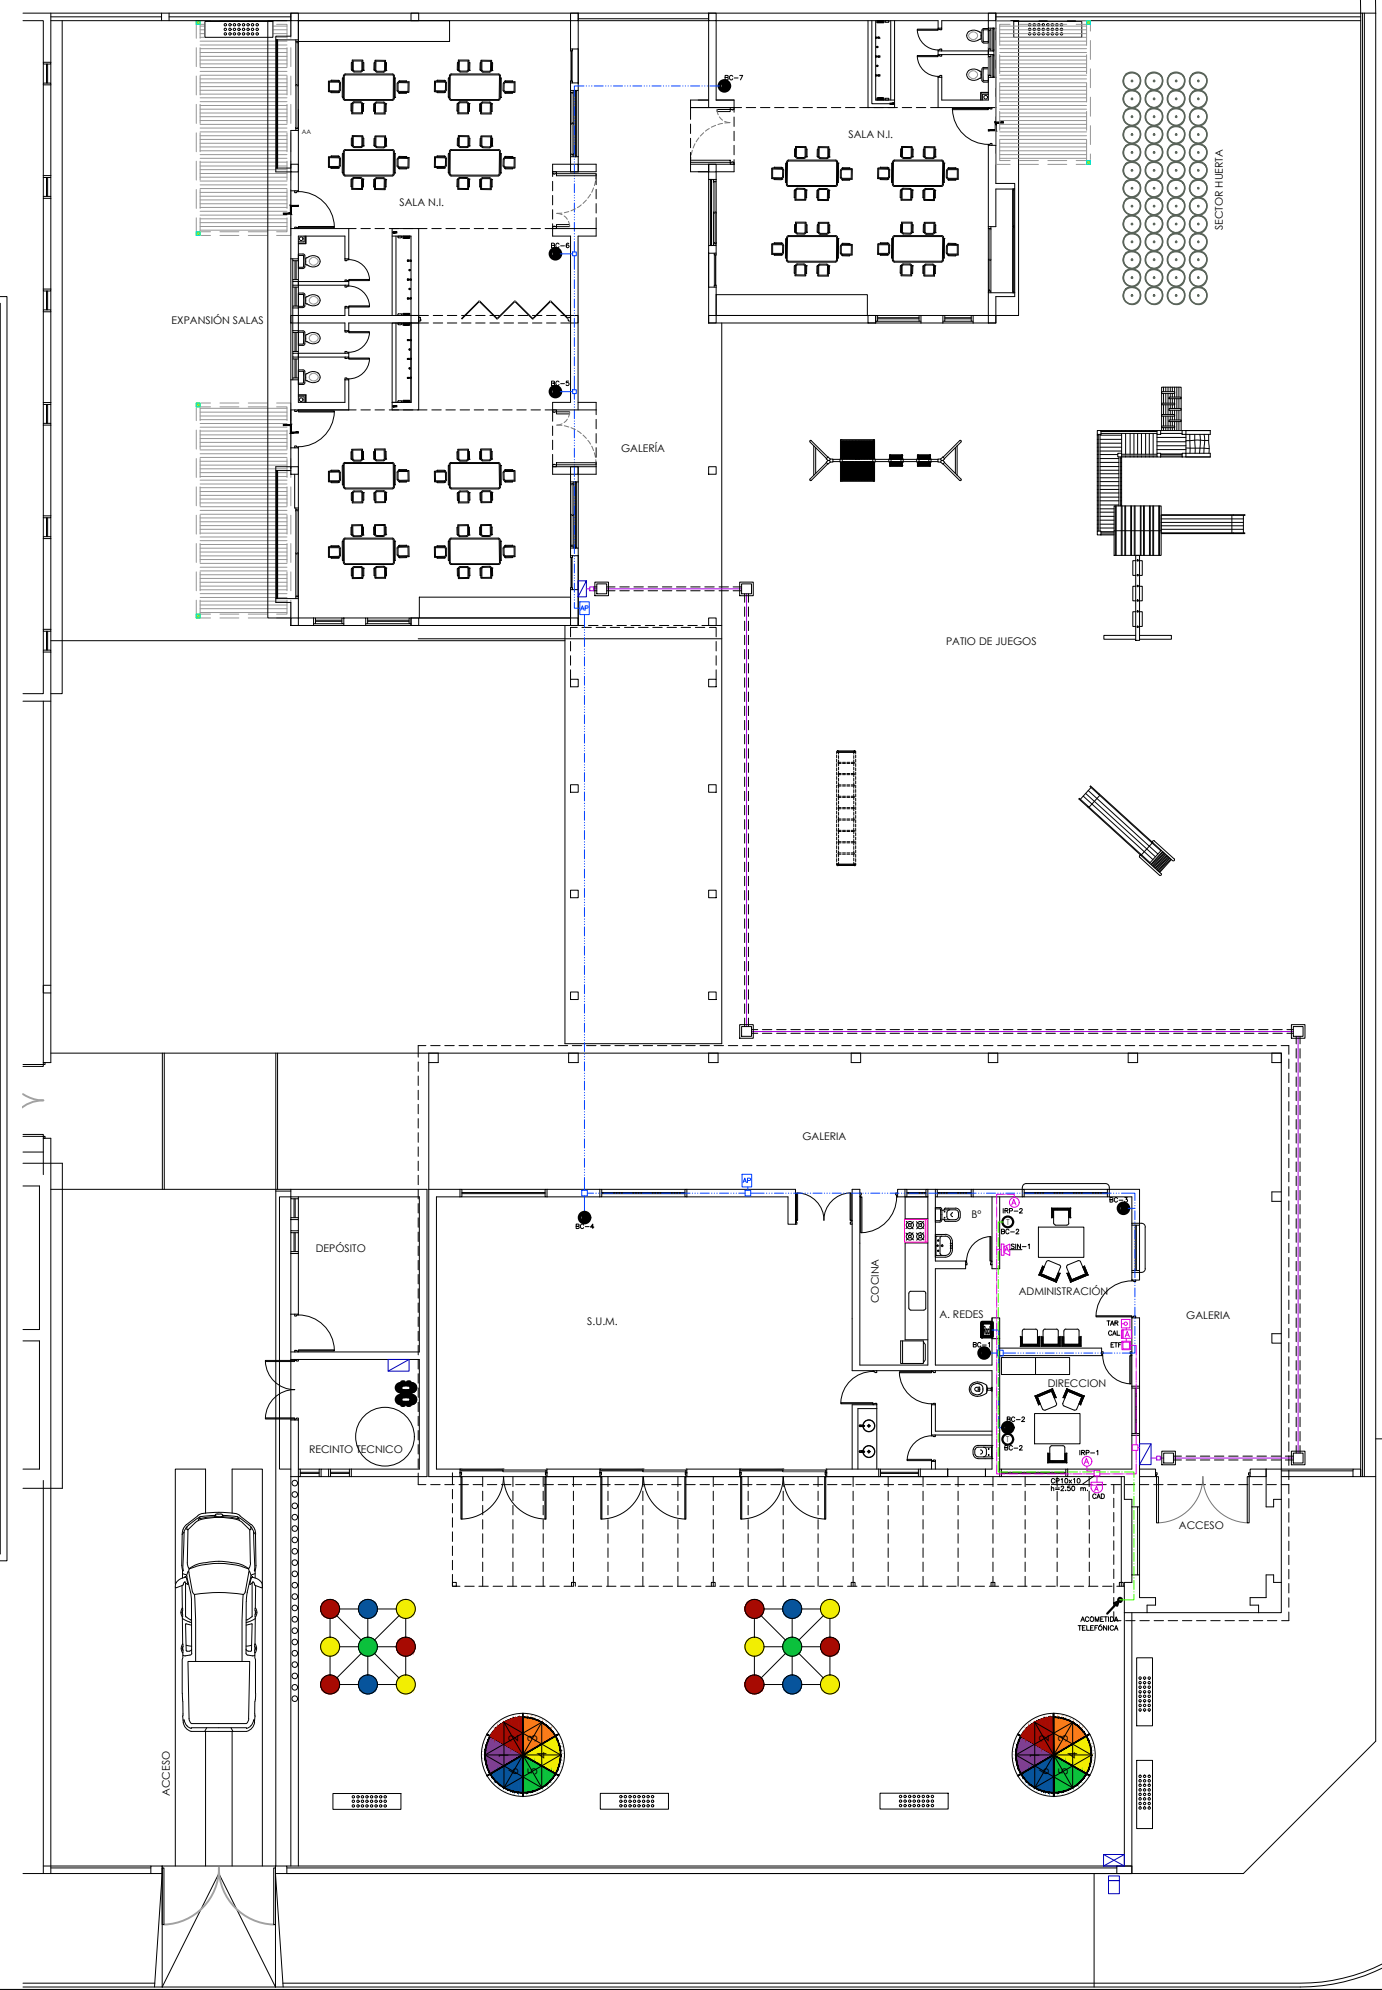 BC-7
AA
SALA N.I.
SALA N.I.
SECTOR HUERTA
BC-6
EXPANSIÓN SALAS
BC-5
GALERÍA
AP
PATIO DE JUEGOS
GALERIA
AP
BC-4
Bº
A
IRP-2
BC-2
BC-3
SIN-1
DEPÓSITO
COCINA
ADMINISTRACIÓN
A. REDES
GALERIA
S.U.M.
TAR
CAL
A
ETF
BC-1
DIRECCION
BC-2
BC-2
RECINTO TECNICO
IRP-1
A
CP10x10
h=2.50 m.
A
CAD
ACCESO
ACOMETIDA
TELEFÓNICA
ACCESO